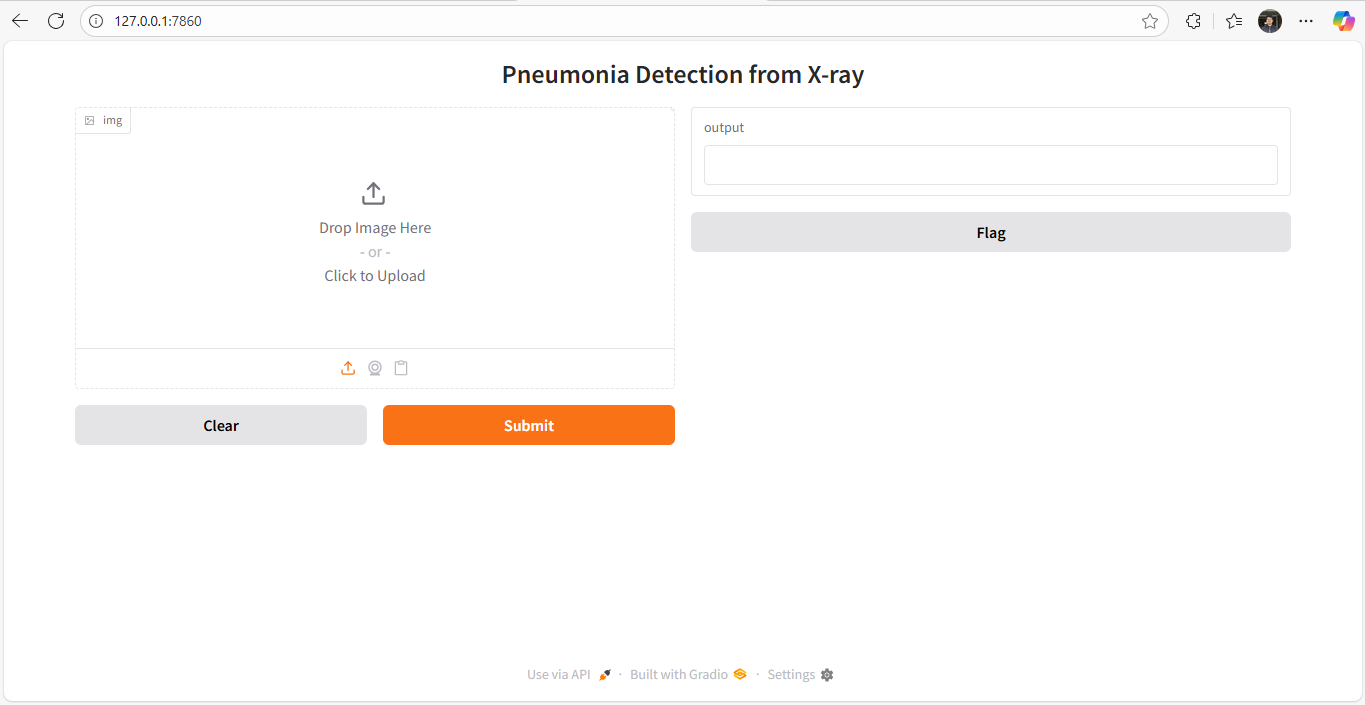 127.0.0.1:7860
Pneumonia Detection from X-ray
img
Drop Image Here
- or -
Click to Upload
Clear
Submit
output
Flag
Use via API · Built with Gradio · Settings